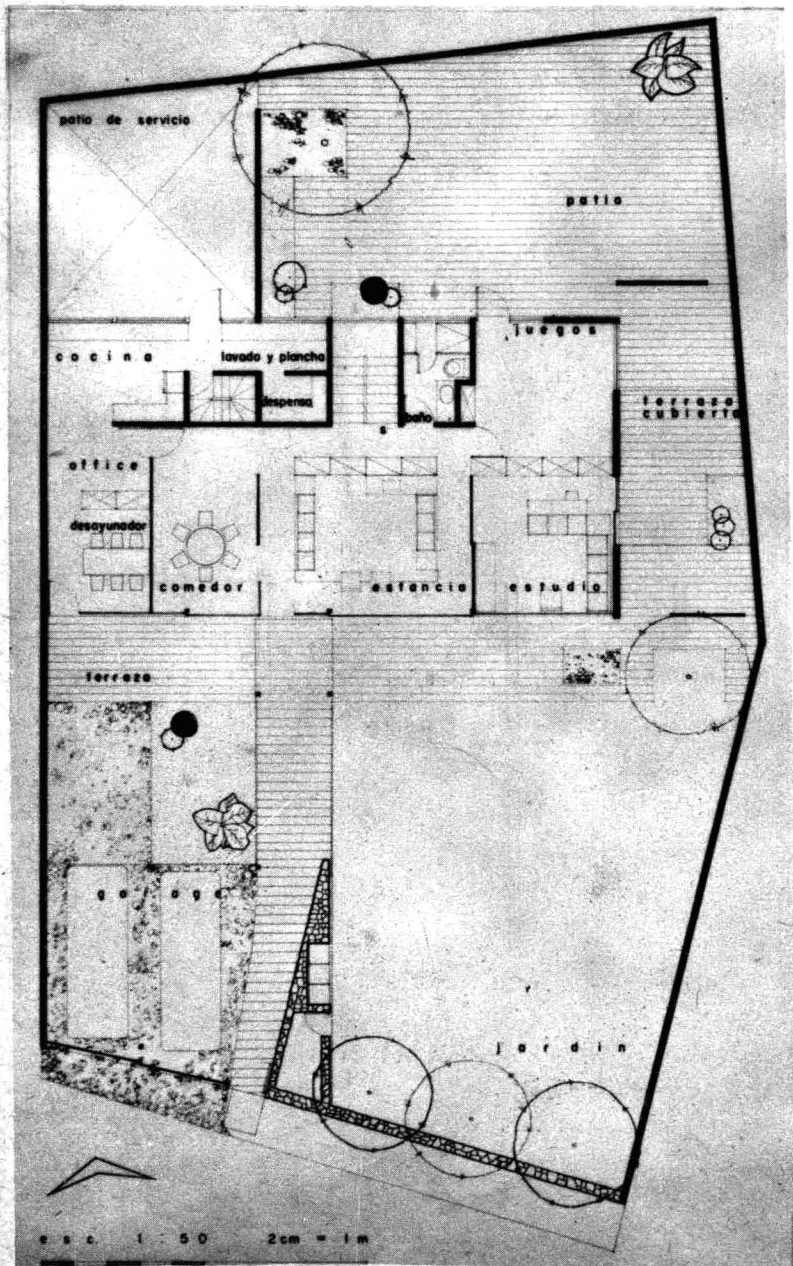 patio de servicio
patio
cocina
lavado y plancha
juegos
despensa
baño
terraza
cubierta
s
office
desayunador
comedor
estancia
estudio
terraza
garage
jardin
esc. 1:50 2cm = 1m